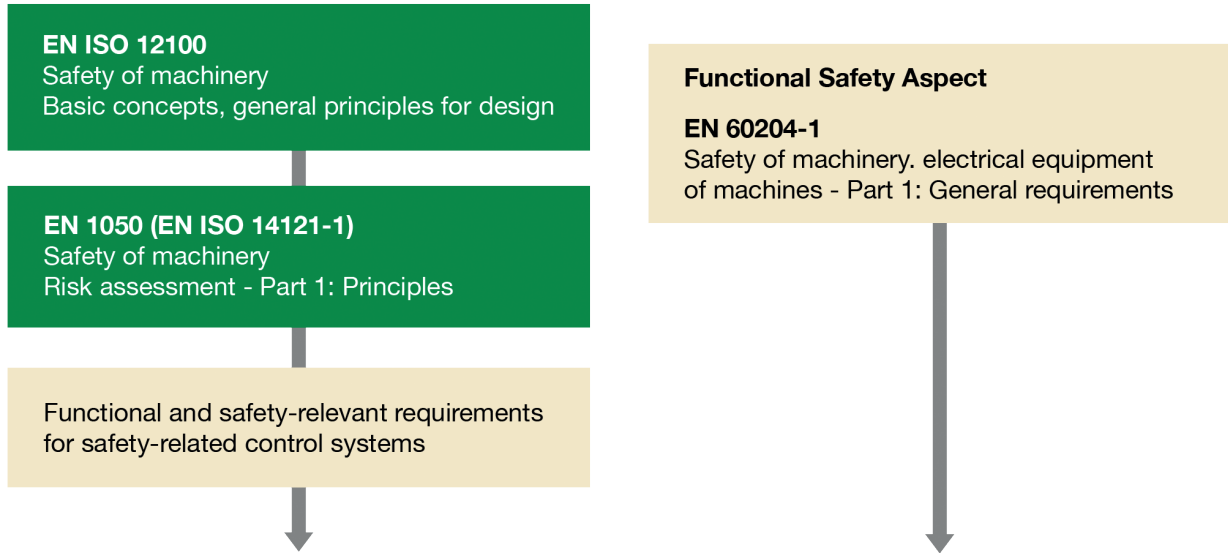 EN ISO 12100
Safety of machinery
Basic concepts, general principles for design
EN 1050 (EN ISO 14121-1)
Safety of machinery
Risk assessment - Part 1: Principles
Functional and safety-relevant requirements
for safety-related control systems
Functional Safety Aspect
EN 60204-1
Safety of machinery. electrical equipment
of machines - Part 1: General requirements